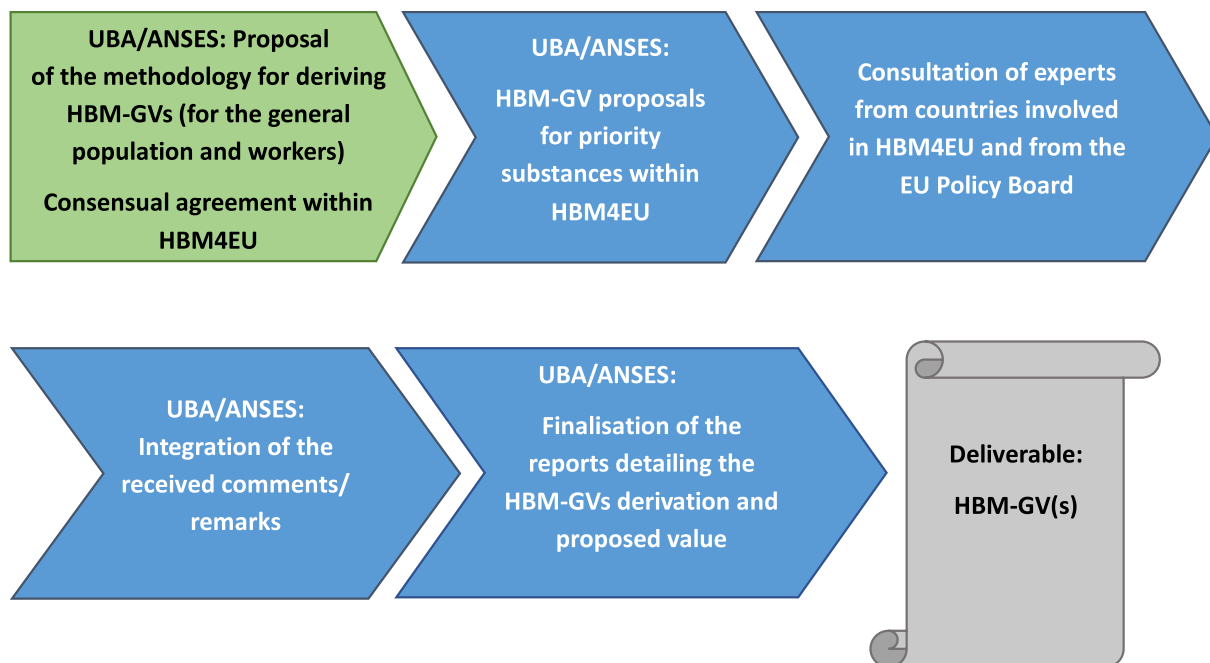 UBA/ANSES: Proposal
of the methodology for deriving
HBM-GVs (for the general
population and workers)
Consensual agreement within
HBM4EU
UBA/ANSES:
HBM-GV proposals
for priority
substances within
HBM4EU
Consultation of experts
from countries involved
in HBM4EU and from the
EU Policy Board
UBA/ANSES:
Integration of the
received comments/
remarks
UBA/ANSES:
Finalisation of the
reports detailing the
HBM-GVs derivation and
proposed value
Deliverable:
HBM-GV(s)